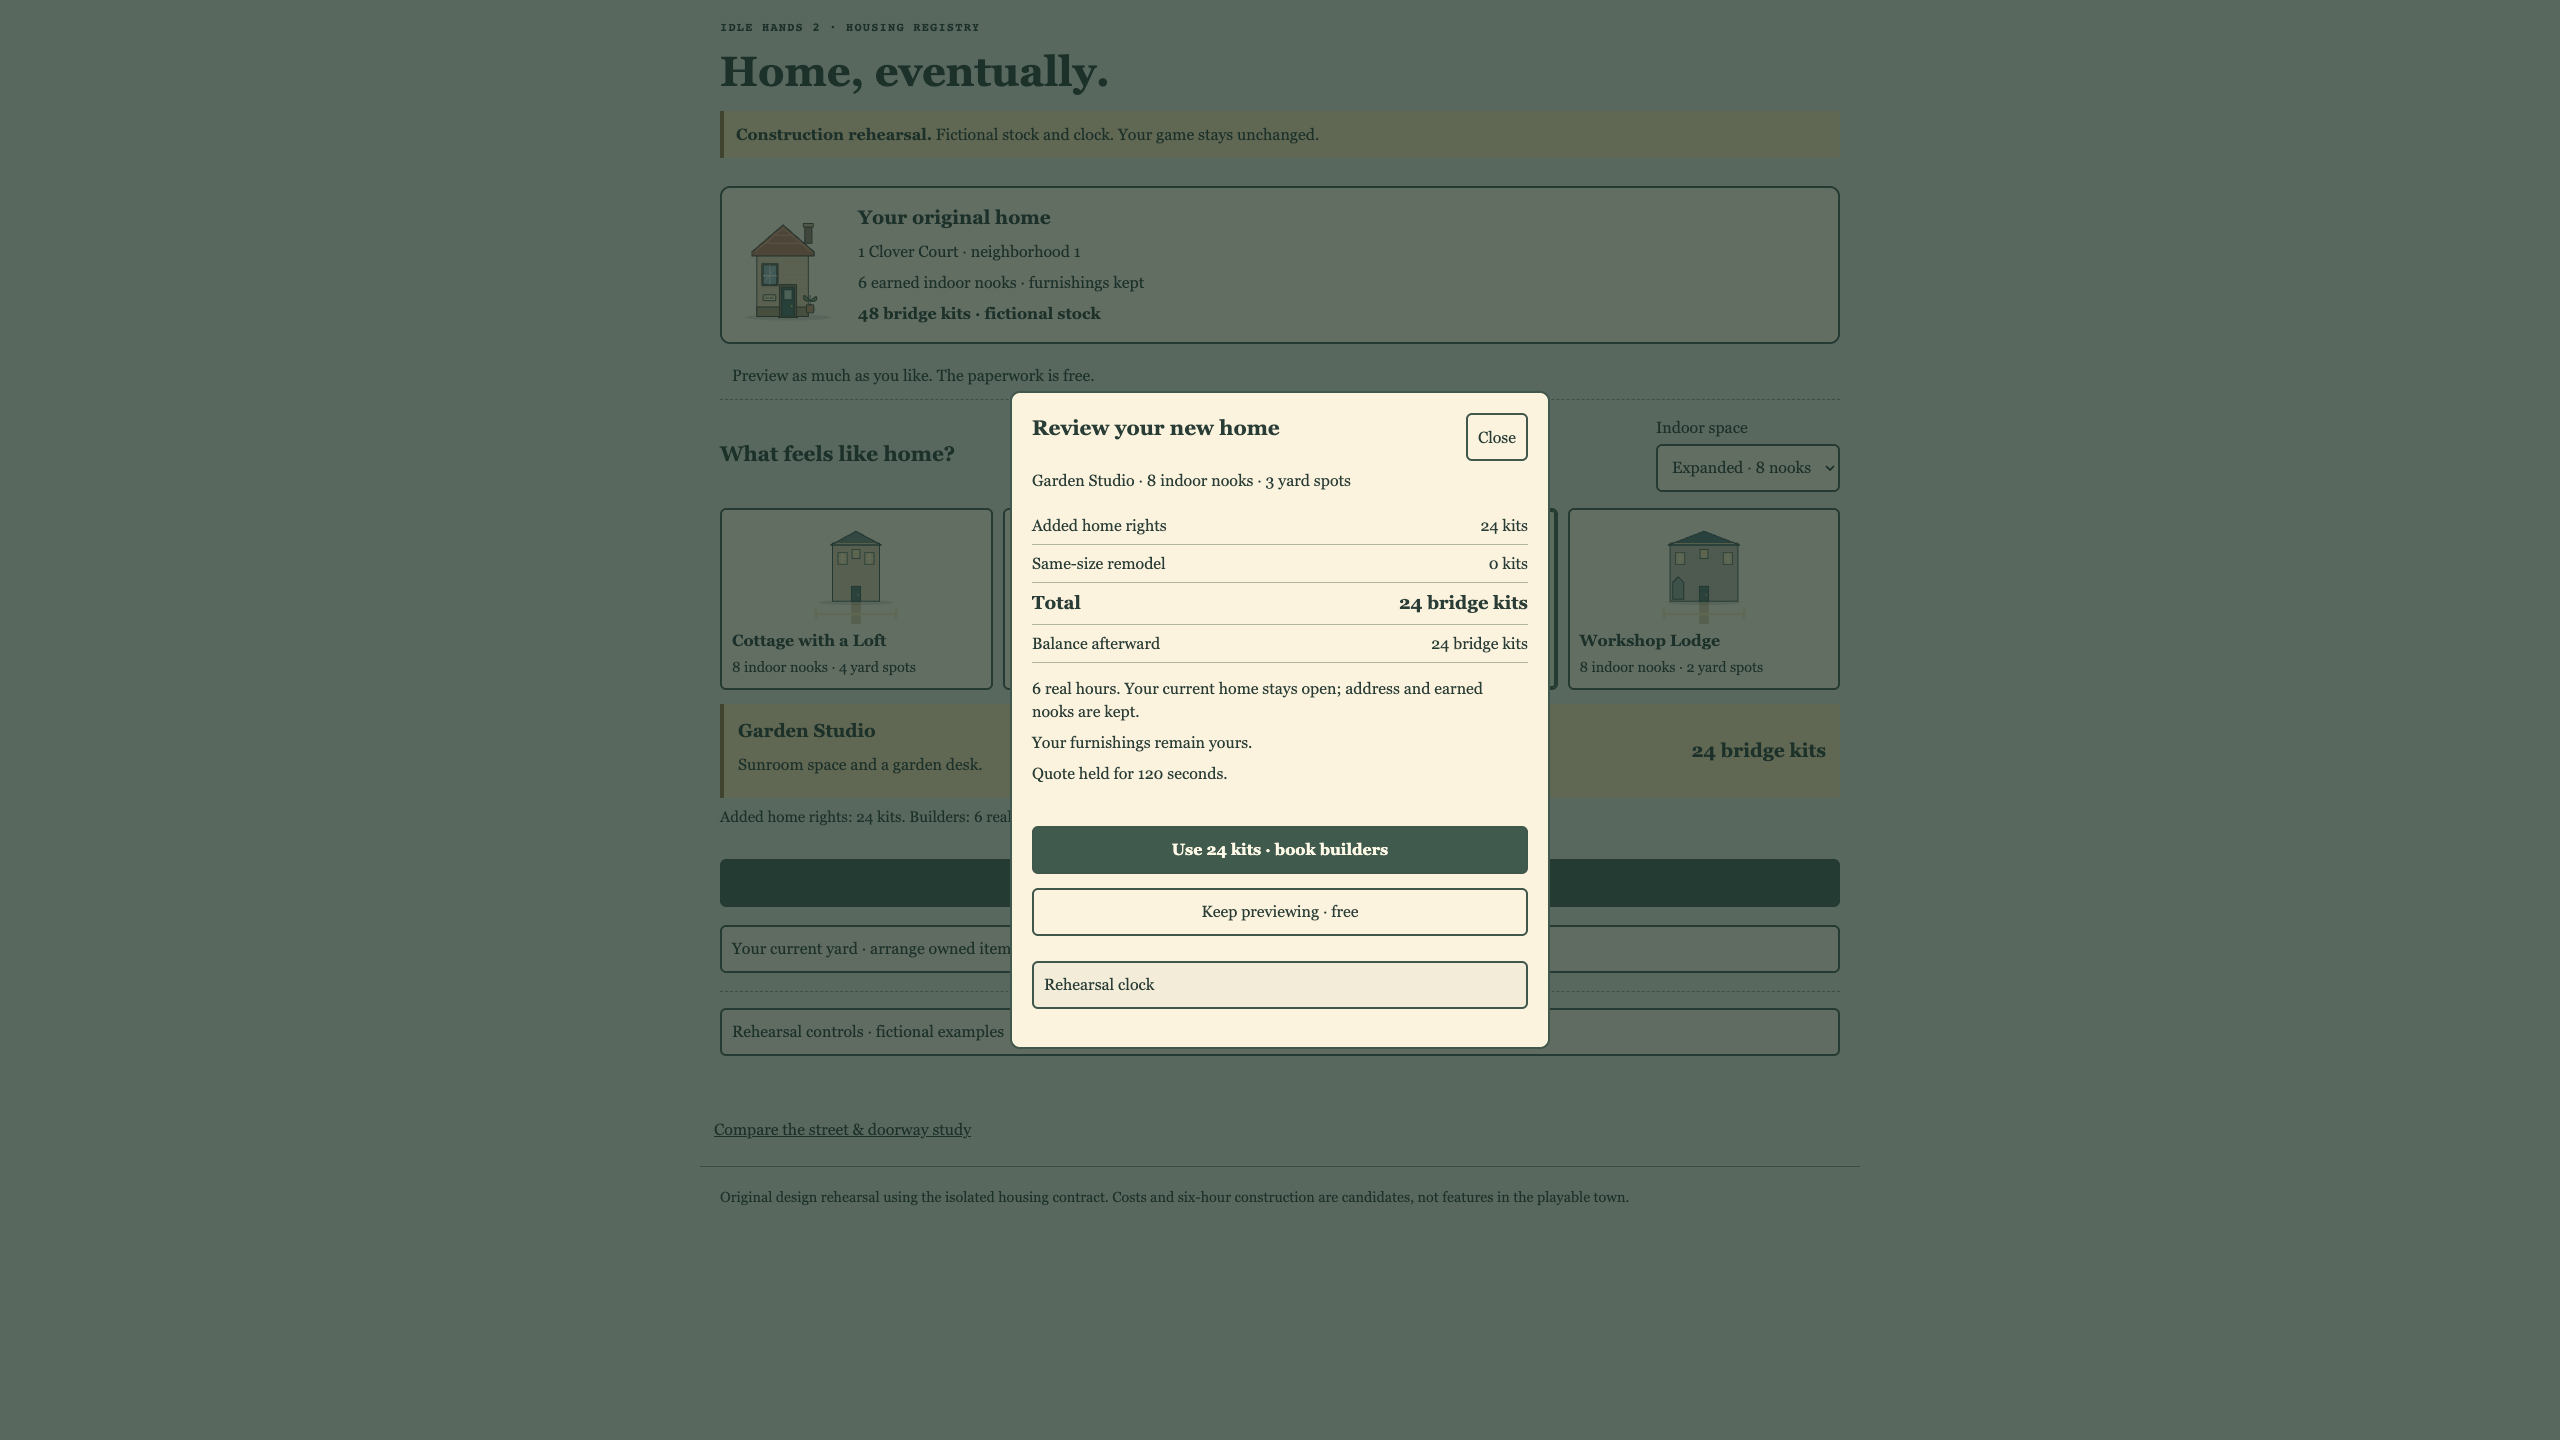 IDLE HANDS 2 · HOUSING REGISTRY
Home, eventually.
Construction rehearsal. Fictional stock and clock. Your game stays unchanged.
Your original home
1 Clover Court · neighborhood 1
6 earned indoor nooks · furnishings kept
48 bridge kits · fictional stock
Preview as much as you like. The paperwork is free.
What feels like home?
Indoor space
Expanded · 8 nooks
Cottage with a Loft
8 indoor nooks · 4 yard spots
Workshop Lodge
8 indoor nooks · 2 yard spots
Garden Studio
Sunroom space and a garden desk.
24 bridge kits
Added home rights: 24 kits. Builders: 6 real
Your current yard · arrange owned item
Rehearsal controls · fictional examples
Review your new home
Close
Garden Studio · 8 indoor nooks · 3 yard spots
Added home rights 24 kits
Same-size remodel 0 kits
Total 24 bridge kits
Balance afterward 24 bridge kits
6 real hours. Your current home stays open; address and earned
nooks are kept.
Your furnishings remain yours.
Quote held for 120 seconds.
Use 24 kits · book builders
Keep previewing · free
Rehearsal clock
Compare the street & doorway study
Original design rehearsal using the isolated housing contract. Costs and six-hour construction are candidates, not features in the playable town.